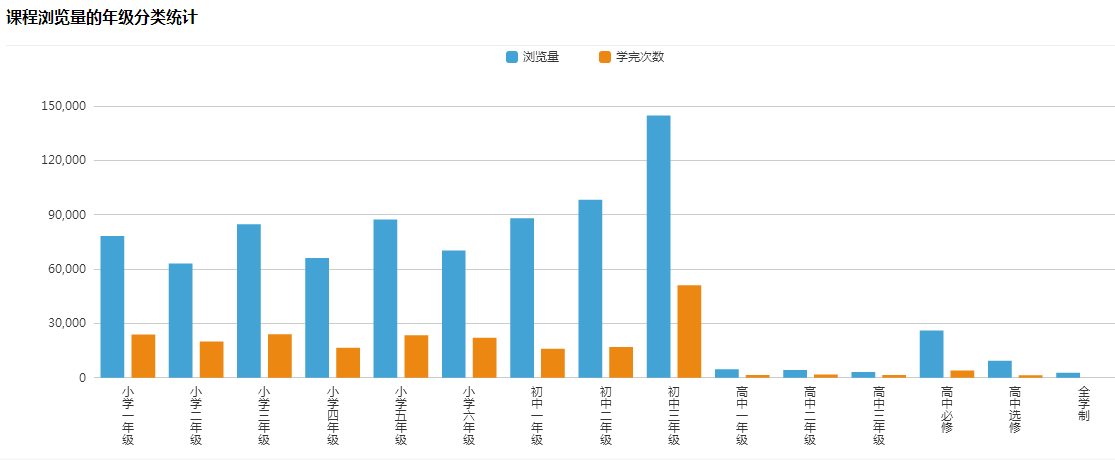 课程浏览量的年级分类统计
浏览量
学完次数
150,000
120,000
90,000
60,000
30,000
0
小学一年级
小学二年级
小学三年级
小学四年级
小学五年级
小学六年级
初中一年级
初中二年级
初中三年级
高中一年级
高中二年级
高中三年级
高中必修
高中选修
全学制